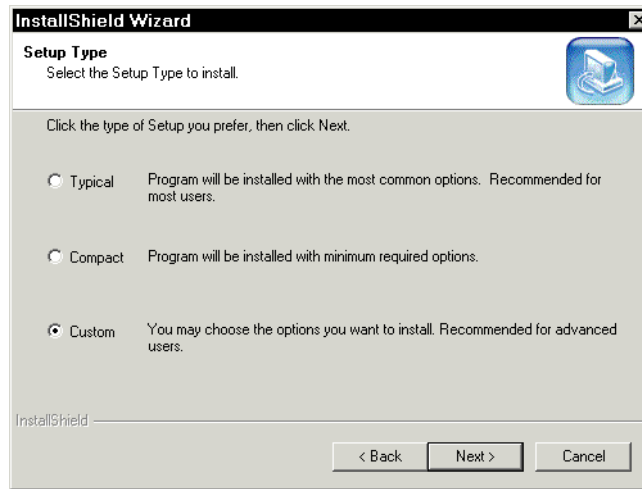 InstallShield Wizard
Setup Type
Select the Setup Type to install.
Click the type of Setup you prefer, then click Next.
Typical Program will be installed with the most common options. Recommended for
most users.
Compact Program will be installed with minimum required options.
Custom You may choose the options you want to install. Recommended for advanced
users.
InstallShield
< Back Next > Cancel